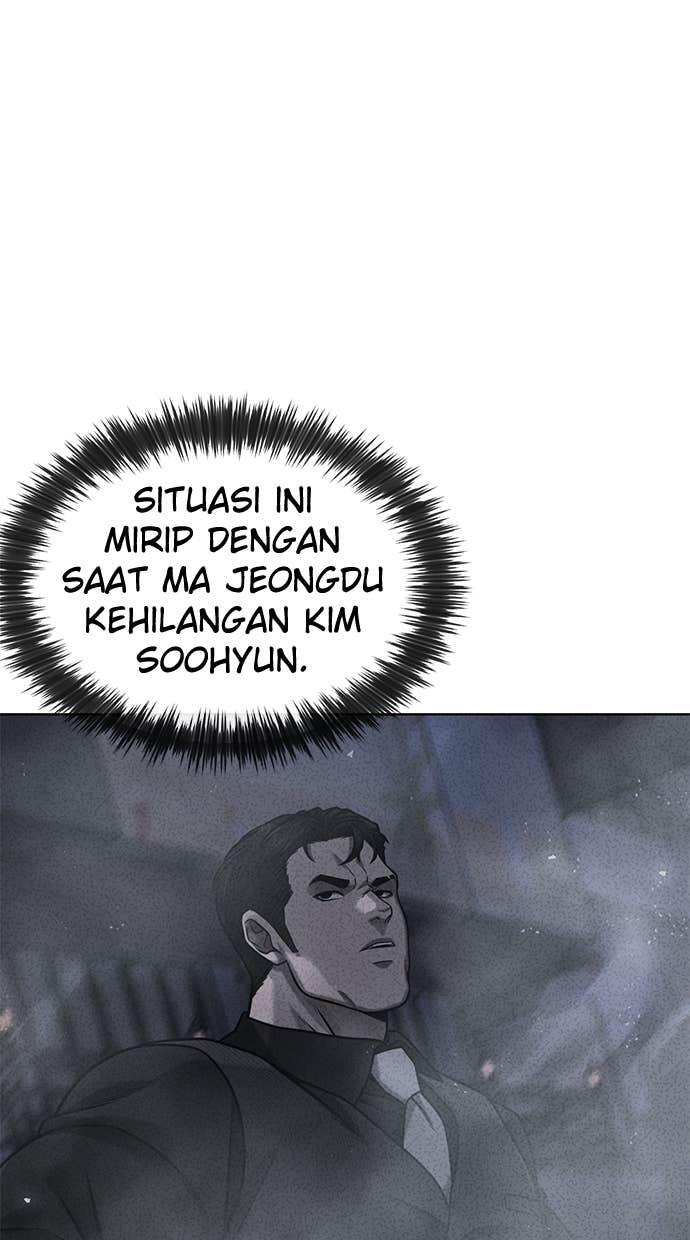 SITUASI INI
MIRIP DENGAN
SAAT MA JEONGDU
KEHILANGAN KIM
SOOHYUN.